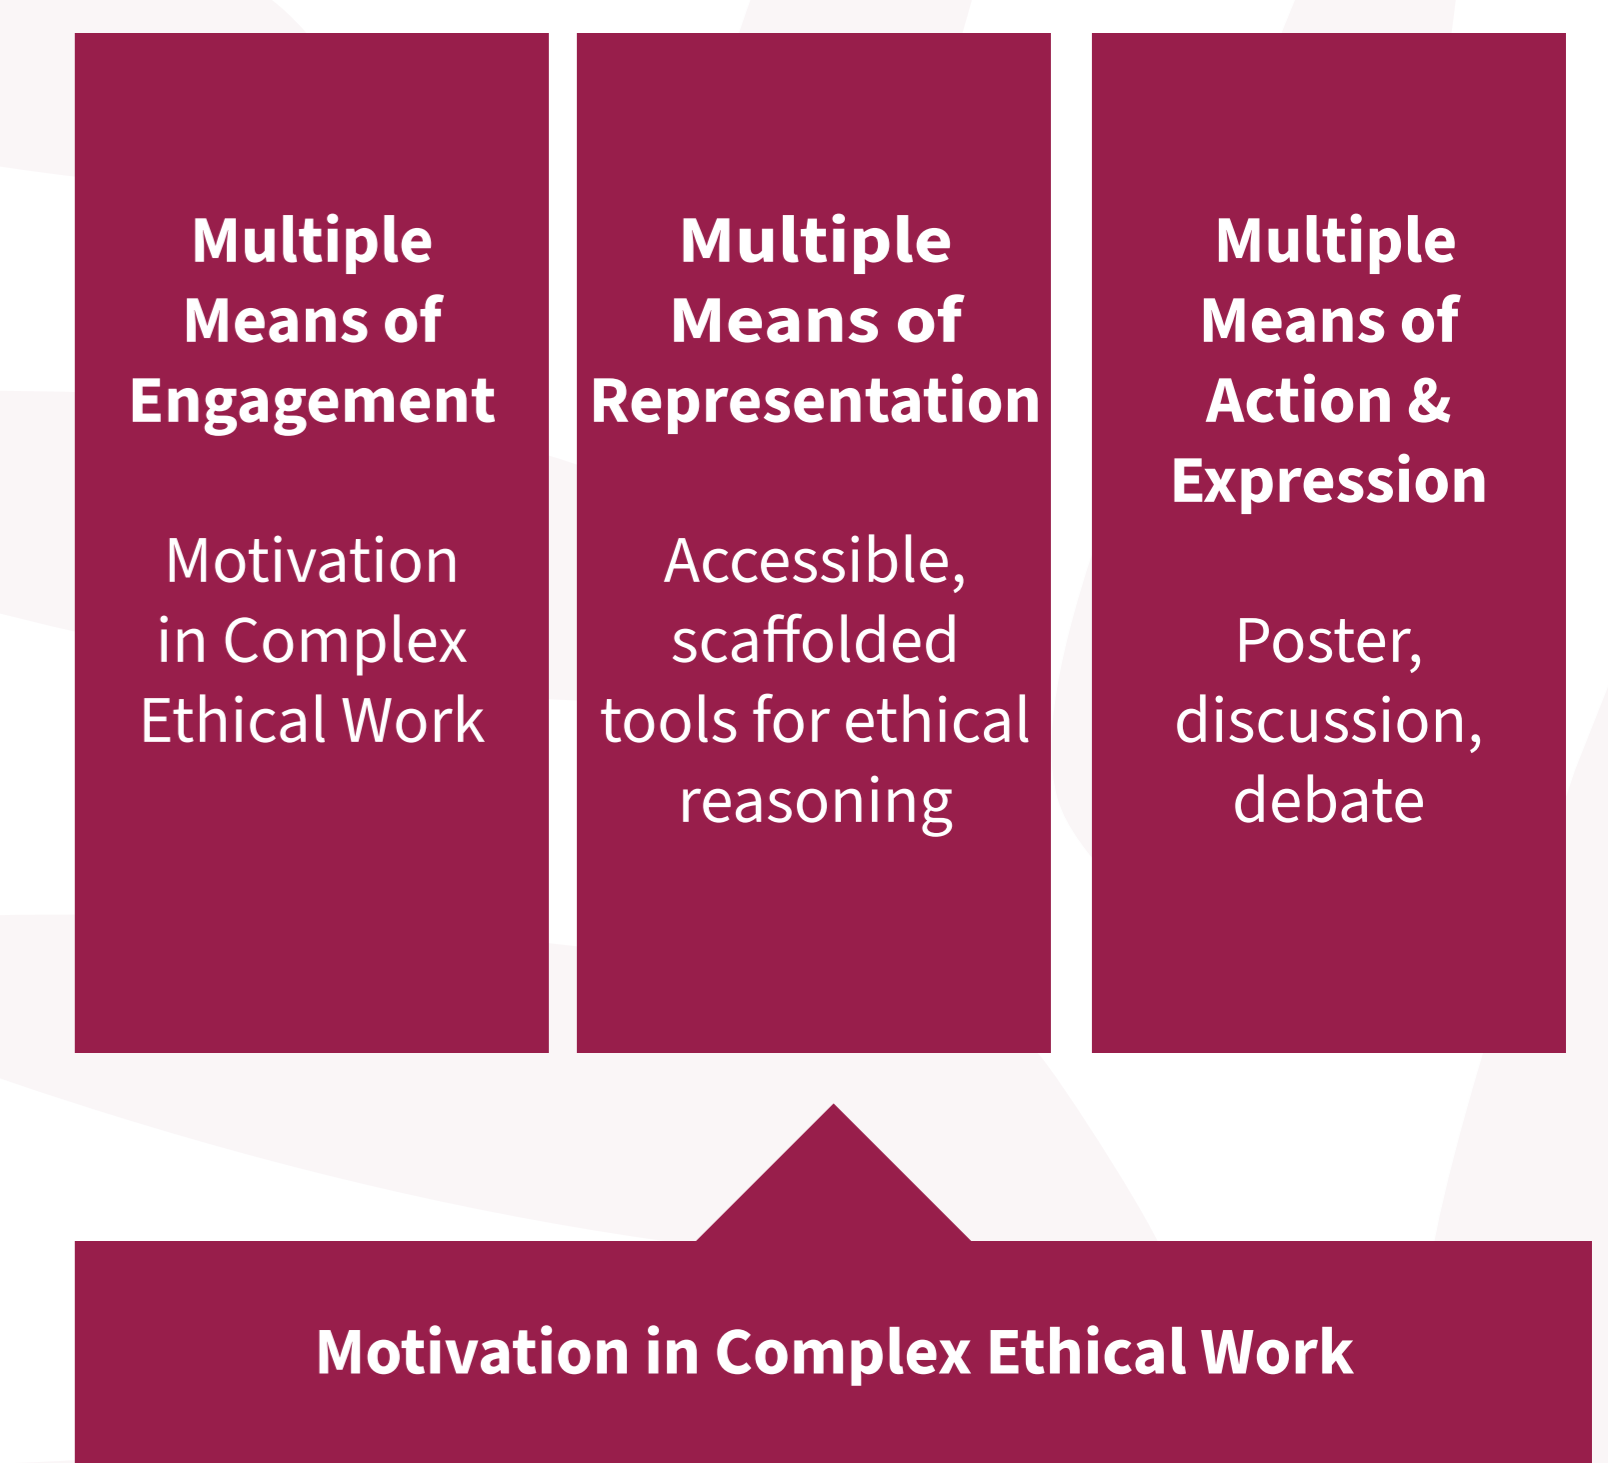 Multiple
Means of
Engagement
Motivation
in Complex
Ethical Work
Multiple
Means of
Representation
Accessible,
scaffolded
tools for ethical
reasoning
Multiple
Means of
Action &
Expression
Poster,
discussion,
debate
Motivation in Complex Ethical Work